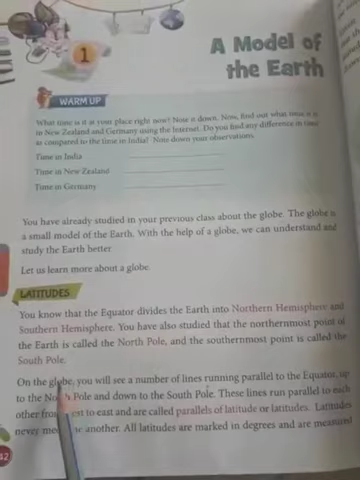 1
A Model of
the Earth
WARM UP
What time is it at your place right now? Note it down. Now, find out what time it is
in New Zealand and Germany using the Internet. Do you find any difference in time
as compared to the time in India? Note down your observations.
Time in India
Time in New Zealand
Time in Germany
You have already studied in your previous class about the globe. The globe is
a small model of the Earth. With the help of a globe, we can understand and
study the Earth better.
Let us learn more about a globe.
LATITUDES
You know that the Equator divides the Earth into Northern Hemisphere and
Southern Hemisphere. You have also studied that the northernmost point of
the Earth is called the North Pole, and the southernmost point is called the
South Pole.
On the globe, you will see a number of lines running parallel to the Equator, up
to the Pole and down to the South Pole. These lines run parallel to each
other east and are called parallels of latitude or latitudes. Latitudes
never another. All latitudes are marked in degrees and are measured